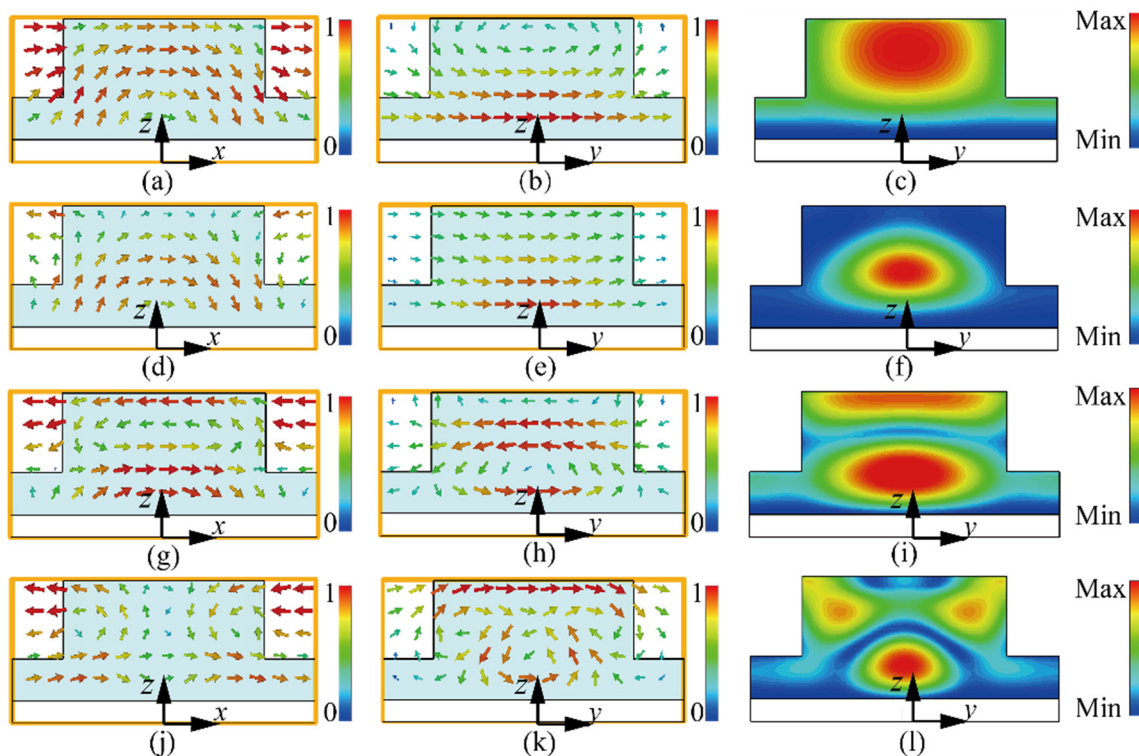 1 1 Max
z z z
0 x 0 y Min y
(a) (b) (c)
1 1 Max
z z z
0 x 0 y Min y
(d) (e) (f)
1 1 Max
z z z
0 x 0 y Min y
(g) (h) (i)
1 1 Max
z z z
0 x 0 y Min y
(j) (k) (l)